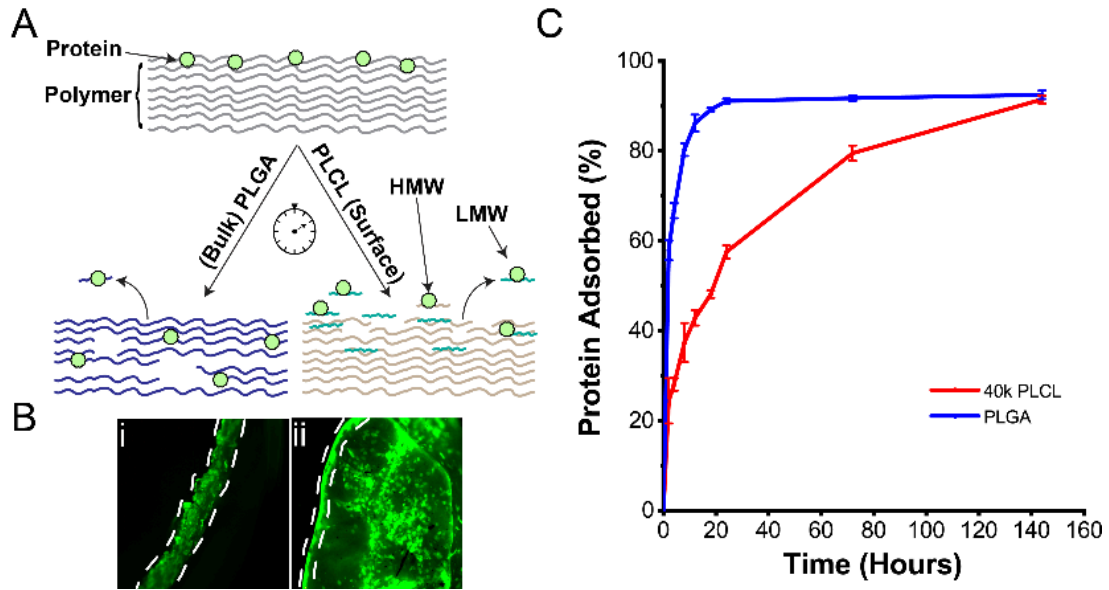 A
Protein
Polymer
(Bulk) PLGA
PLCL (Surface)
HMW
LMW
B
i
ii
C
Protein Adsorbed (%)
100
80
60
40
20
0
40k PLCL
PLGA
0 20 40 60 80 100 120 140 160
Time (Hours)